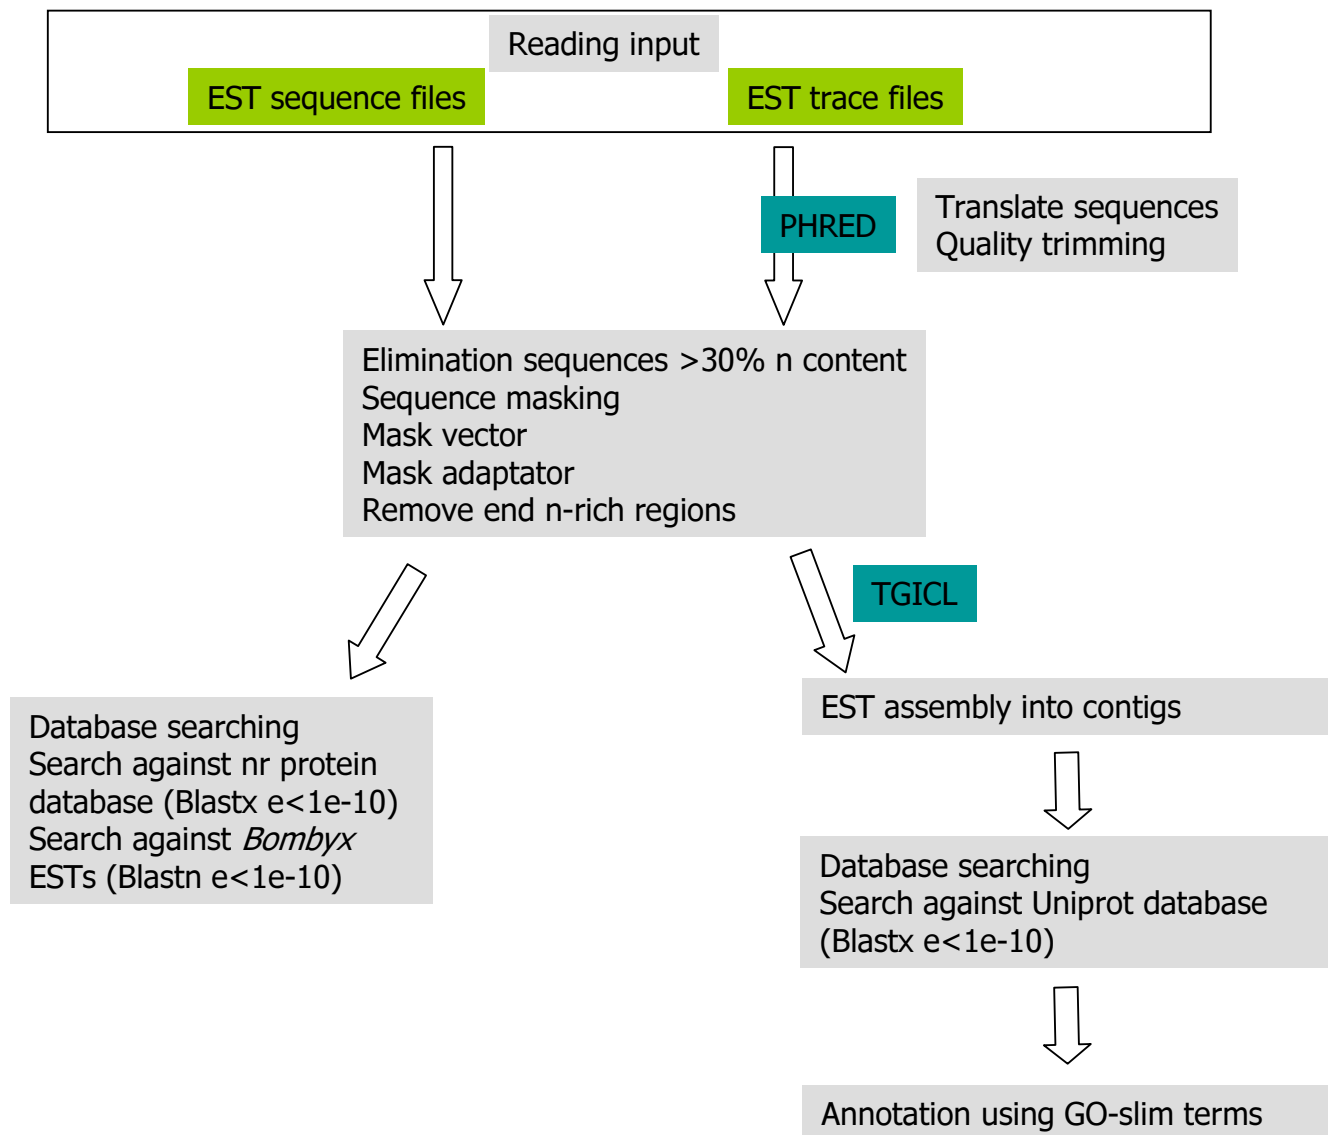 Reading input
EST sequence files
EST trace files
PHRED
Translate sequences
Quality trimming
Elimination sequences >30% n content
Sequence masking
Mask vector
Mask adaptator
Remove end n-rich regions
TGICL
Database searching
Search against nr protein
database (Blastx e<1e-10)
Search against Bombyx
ESTs (Blastn e<1e-10)
EST assembly into contigs
Database searching
Search against Uniprot database
(Blastx e<1e-10)
Annotation using GO-slim terms